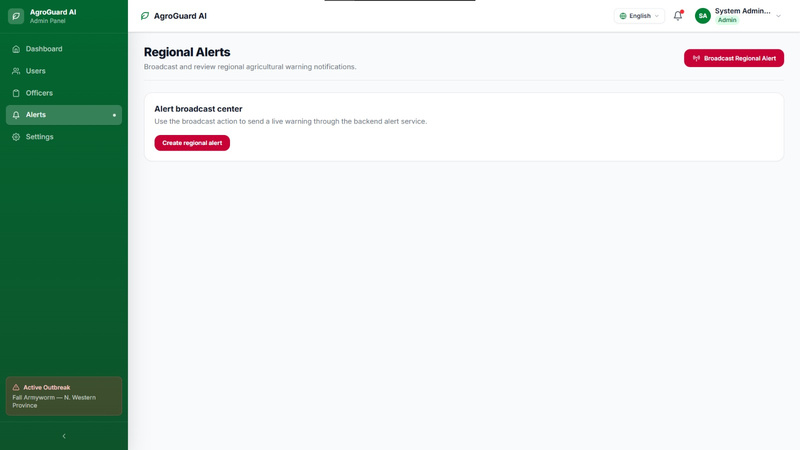 AgroGuard AI
Admin Panel
Dashboard
Users
Officers
Alerts
Settings
Active Outbreak
Fall Armyworm — N. Western
Province
AgroGuard AI
English
SA
System Admin...
Admin
Regional Alerts
Broadcast and review regional agricultural warning notifications.
Broadcast Regional Alert
Alert broadcast center
Use the broadcast action to send a live warning through the backend alert service.
Create regional alert